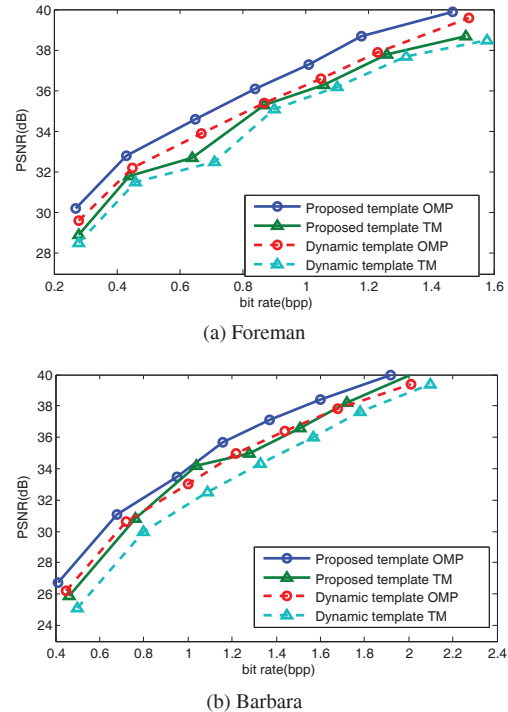 40
38
36
34
32
30
28
PSNR(dB)
Proposed template OMP
Proposed template TM
Dynamic template OMP
Dynamic template TM
0.2 0.4 0.6 0.8 1 1.2 1.4 1.6
bit rate(bpp)
(a) Foreman
40
38
36
34
32
30
28
26
24
PSNR(dB)
Proposed template OMP
Proposed template TM
Dynamic template OMP
Dynamic template TM
0.4 0.6 0.8 1 1.2 1.4 1.6 1.8 2 2.2 2.4
bit rate(bpp)
(b) Barbara